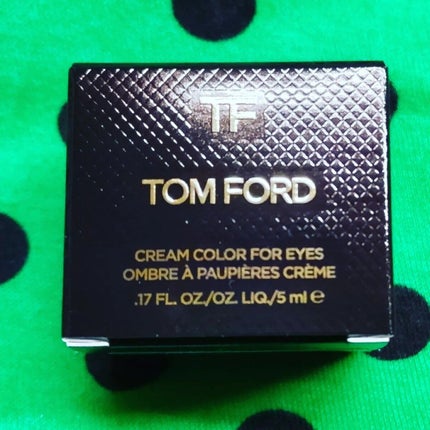 TF
TOM FORD
CREAM COLOR FOR EYES
OMBRE À PAUPIÈRES CRÈME
.17 FL. OZ./OZ. LIQ./5 ml ℮